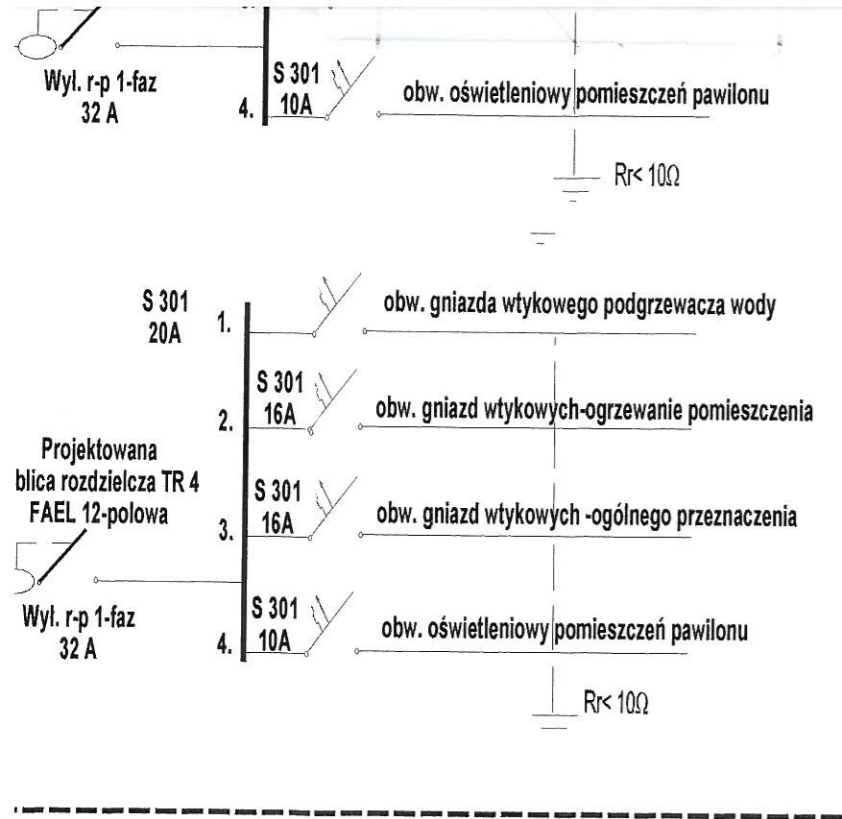 Wył. r-p 1-faz
32 A
4.
S 301
10A
obw. oświetleniowy pomieszczeń pawilonu
Rr< 10Ω
S 301
20A
1.
obw. gniazda wtykowego podgrzewacza wody
S 301
16A
2.
obw. gniazd wtykowych-ogrzewanie pomieszczenia
Projektowana
blica rozdzielcza TR 4
FAEL 12-polowa
S 301
16A
3.
obw. gniazd wtykowych -ogólnego przeznaczenia
Wył. r-p 1-faz
32 A
S 301
10A
4.
obw. oświetleniowy pomieszczeń pawilonu
Rr< 10Ω